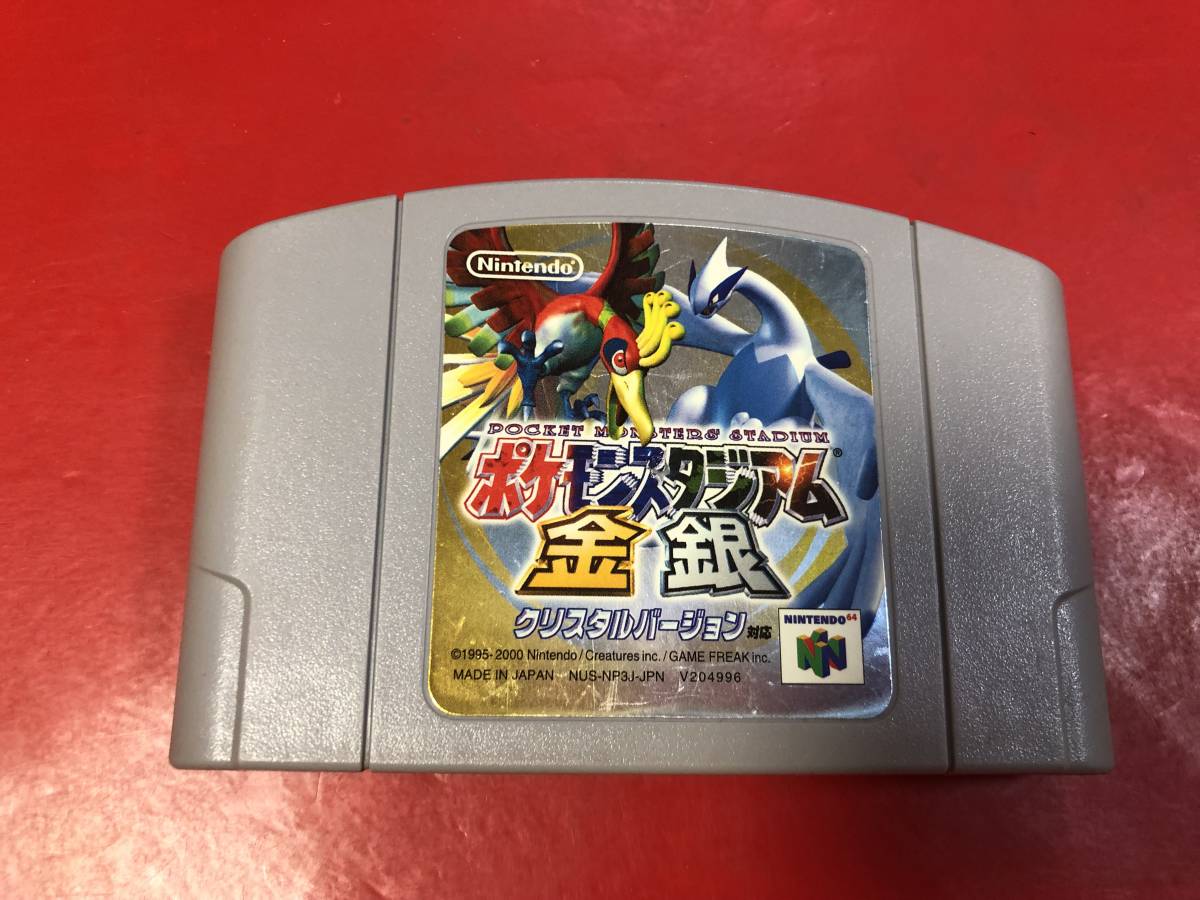 Nintendo®
POCKET MONSTERS STADIUM
ポケモンスタジアム®
金 銀
クリスタルバージョン対応
NINTENDO 64
©1995-2000 Nintendo/Creatures inc./GAME FREAK inc.
MADE IN JAPAN NUS-NP3J-JPN V204996